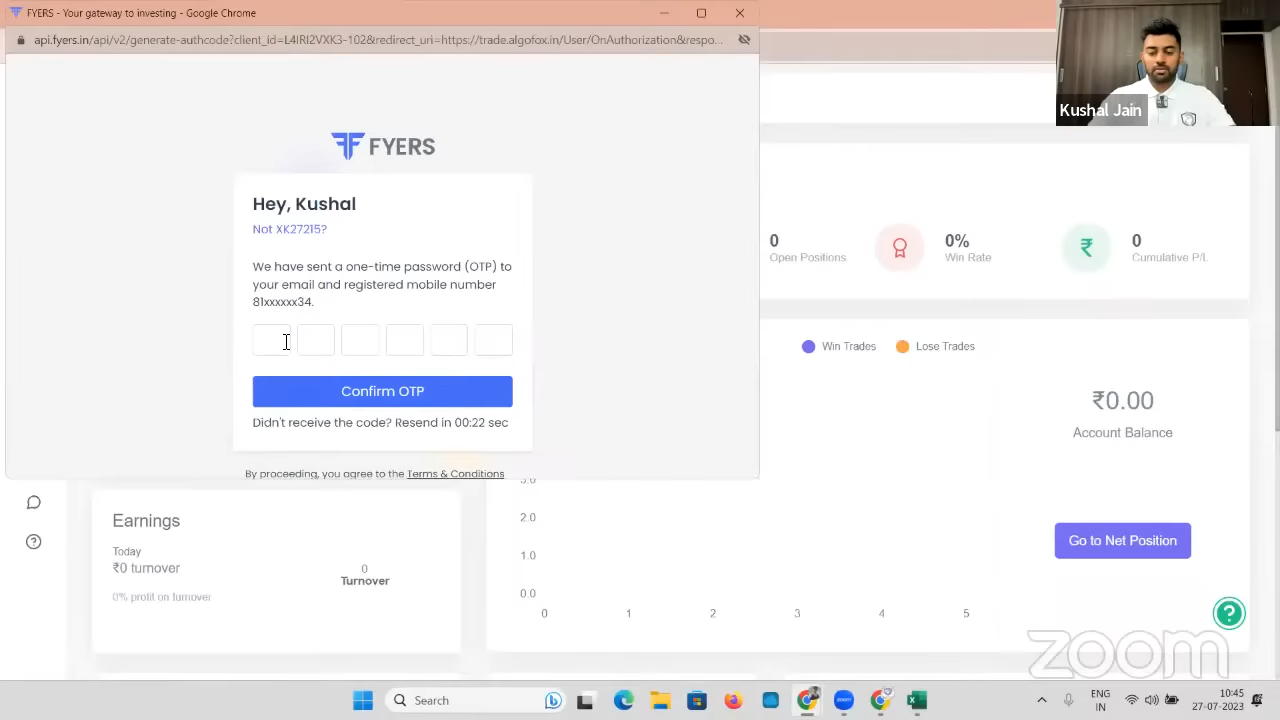 FYERS - Your gateway to investing - Google Chrome
api.fyers.in/api/v2/generate-authcode?client_id=L4IRI2VXK3-102&redirect_uri=https://trade.algofox.in/User/OnAuthorization&respo...
Kushal Jain
FYERS
Hey, Kushal
Not XK27215?
We have sent a one-time password (OTP) to
your email and registered mobile number
81xxxxxx34.
Confirm OTP
Didn't receive the code? Resend in 00:22 sec
By proceeding, you agree to the Terms & Conditions
0
Open Positions
0%
Win Rate
₹
0
Cumulative P/L
Win Trades
Lose Trades
₹0.00
Account Balance
Go to Net Position
Earnings
Today
₹0 turnover
0% profit on turnover
0
Turnover
3.0
2.0
1.0
0.0
0 1 2 3 4 5
?
zoom
Search
zoom
ENG
IN
10:45
27-07-2023